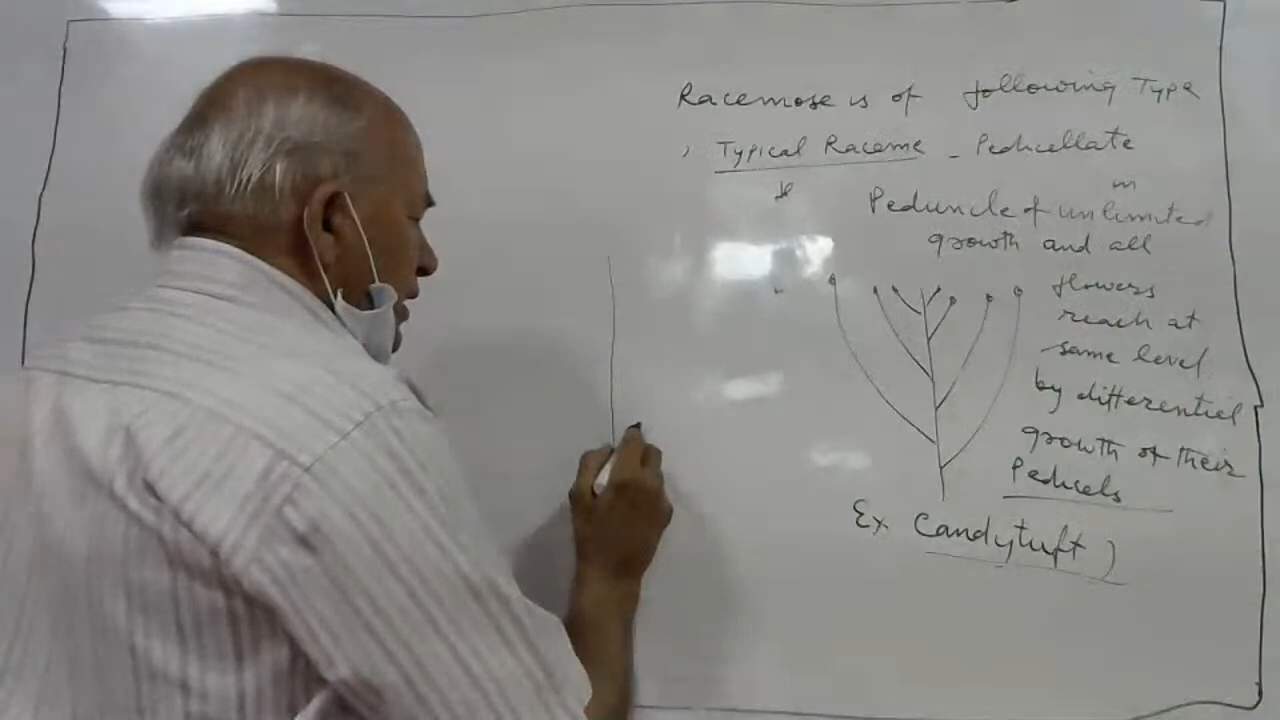 Racemose is of following Type
Typical Raceme - Pedicellate
Peduncle of unlimited
growth and all
flowers
reach at
same level
by differentiel
growth of their
Pedicels
Ex Candytuft)